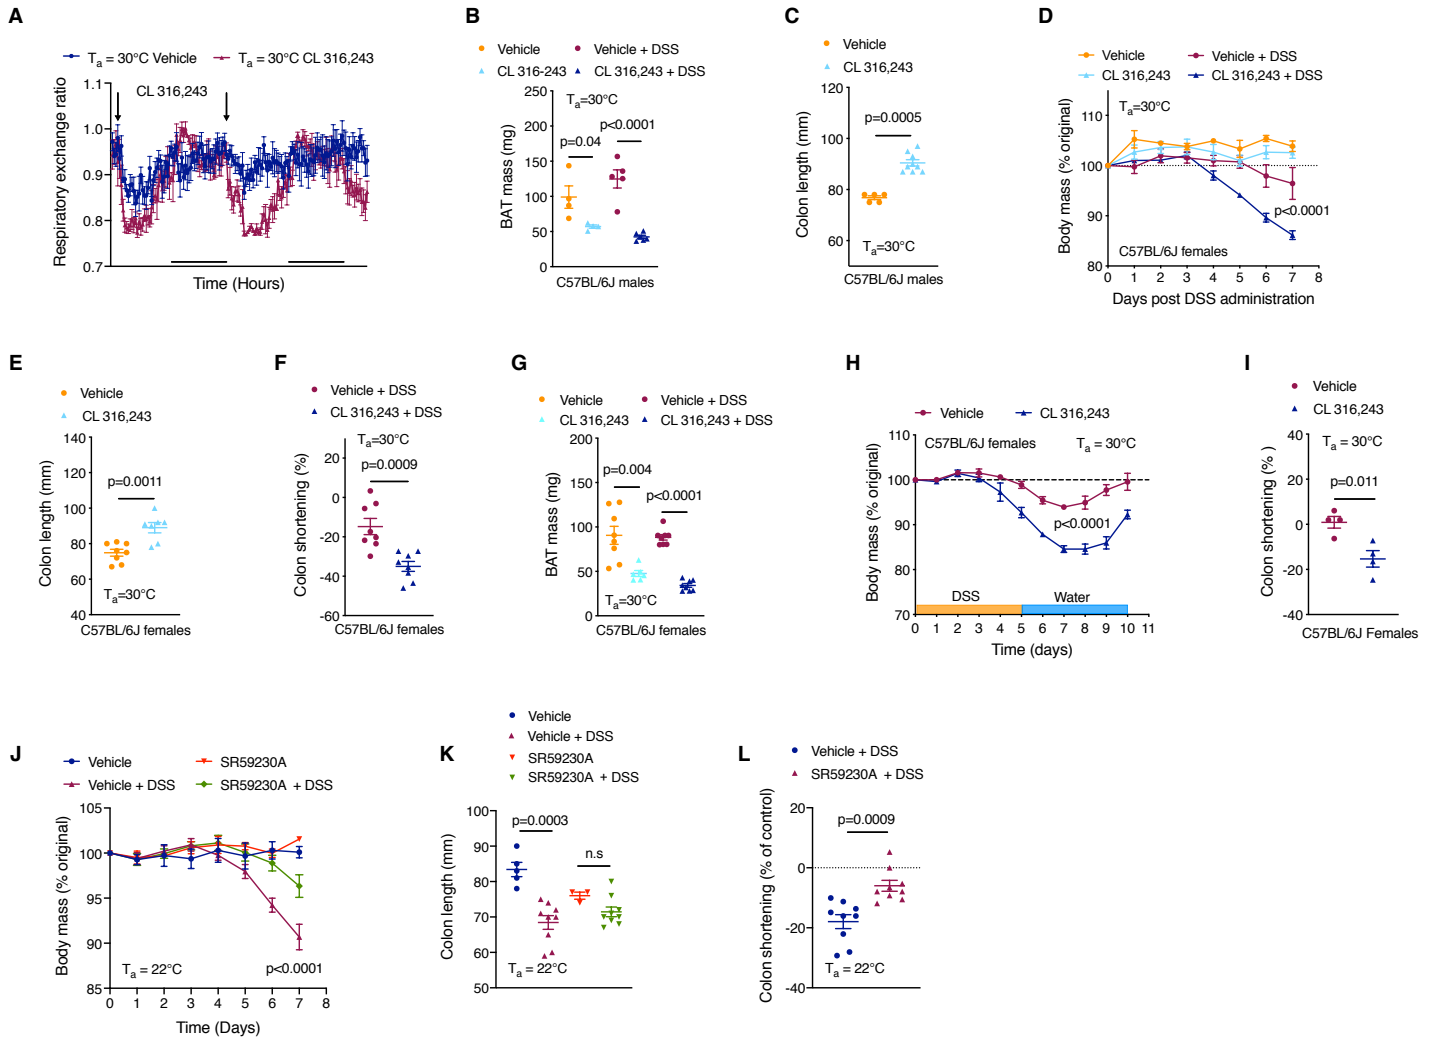 A
Ta = 30°C Vehicle
Ta = 30°C CL 316,243
CL 316,243
Respiratory exchange ratio
1.1
1.0
0.9
0.8
0.7
Time (Hours)
B
Vehicle
Vehicle + DSS
CL 316-243
CL 316,243 + DSS
BAT mass (mg)
250
200
150
100
50
0
Ta=30°C
p=0.04
p<0.0001
C57BL/6J males
C
Vehicle
CL 316,243
Colon length (mm)
120
100
80
60
p=0.0005
Ta=30°C
C57BL/6J males
D
Vehicle
Vehicle + DSS
CL 316,243
CL 316,243 + DSS
Body mass (% original)
110
100
90
80
Ta=30°C
p<0.0001
C57BL/6J females
0 1 2 3 4 5 6 7 8
Days post DSS administration
E
Vehicle
CL 316,243
Colon length (mm)
140
120
100
80
60
40
p=0.0011
Ta=30°C
C57BL/6J females
F
Vehicle + DSS
CL 316,243 + DSS
Colon shortening (%)
20
0
-20
-40
-60
Ta=30°C
p=0.0009
C57BL/6J females
G
Vehicle
Vehicle + DSS
CL 316,243
CL 316,243 + DSS
BAT mass (mg)
200
150
100
50
0
p=0.004
p<0.0001
Ta=30°C
C57BL/6J females
H
Vehicle
CL 316,243
Body mass (% original)
110
100
90
80
70
C57BL/6J females
Ta = 30°C
p<0.0001
DSS
Water
0 1 2 3 4 5 6 7 8 9 10 11
Time (days)
I
Vehicle
CL 316,243
Colon shortening (% )
40
20
0
-20
-40
Ta = 30°C
p=0.011
C57BL/6J Females
J
Vehicle
SR59230A
Vehicle + DSS
SR59230A + DSS
Body mass (% original)
105
100
95
90
85
Ta = 22°C
p<0.0001
0 1 2 3 4 5 6 7 8
Time (Days)
K
Vehicle
Vehicle + DSS
SR59230A
SR59230A + DSS
Colon length (mm)
100
90
80
70
60
50
p=0.0003
n.s
Ta = 22°C
L
Vehicle + DSS
SR59230A + DSS
Colon shortening (% of control)
20
0
-20
-40
p=0.0009
Ta = 22°C